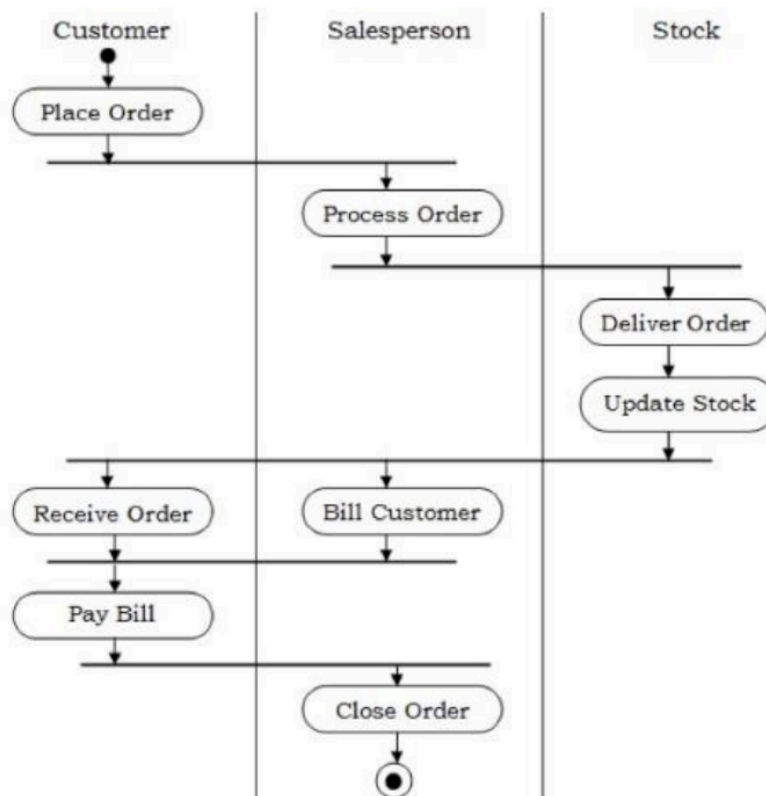 Customer
Salesperson
Stock
Place Order
Process Order
Deliver Order
Update Stock
Receive Order
Bill Customer
Pay Bill
Close Order